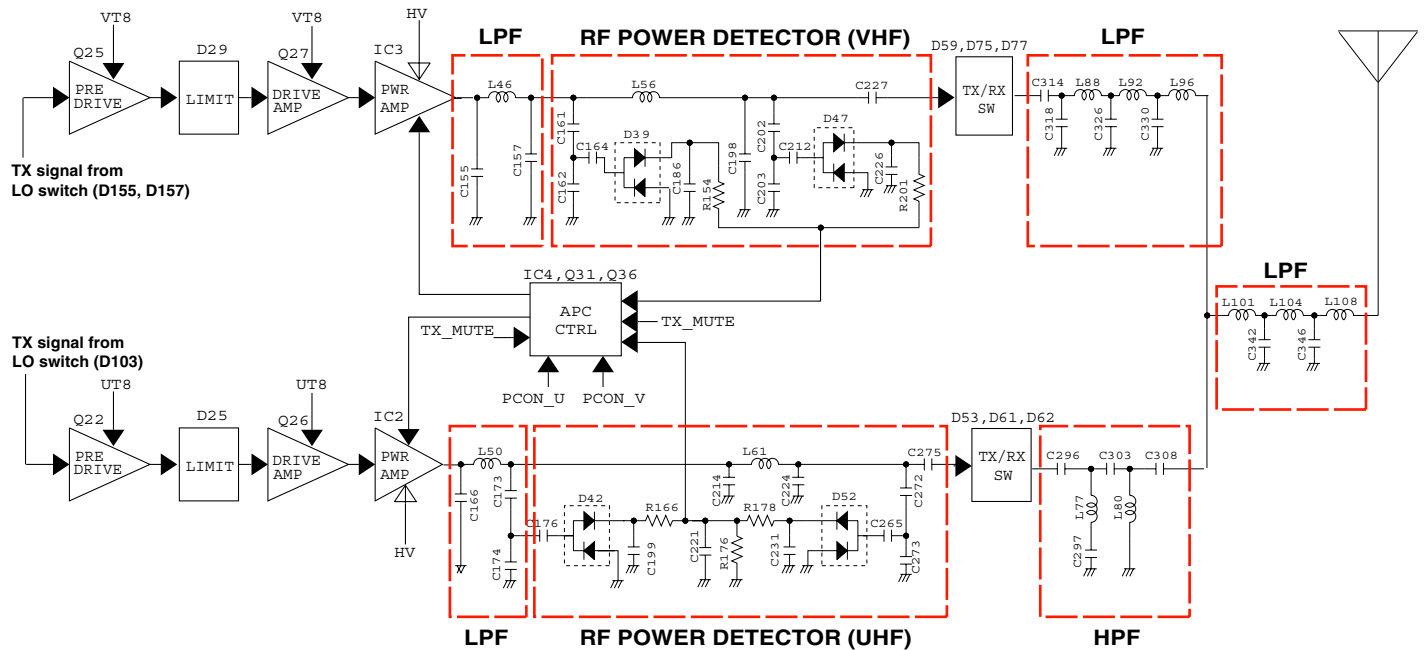 VT8
VT8
HV
Q25
D29
Q27
IC3
LPF
RF POWER DETECTOR (VHF)
D59,D75,D77
LPF
PRE
DRIVE
LIMIT
DRIVE
AMP
PWR
AMP
L46
L56
C227
TX/RX
SW
C314
L88
L92
L96
C155
C157
C161
C162
C164
D39
C186
R154
C198
C202
C203
C212
D47
C226
R201
C318
C326
C330
TX signal from
LO switch (D155, D157)
IC4,Q31,Q36
APC
CTRL
TX_MUTE
TX_MUTE
PCON_U
PCON_V
LPF
L101
L104
L108
C342
C346
TX signal from
LO switch (D103)
UT8
UT8
Q22
D25
Q26
IC2
PRE
DRIVE
LIMIT
DRIVE
AMP
PWR
AMP
HV
L50
C166
C173
C174
C176
D42
C199
R166
C221
R176
R178
C231
L61
C214
C224
D52
C265
C272
C273
C275
D53,D61,D62
TX/RX
SW
C296
C303
C308
L77
L80
C297
LPF
RF POWER DETECTOR (UHF)
HPF